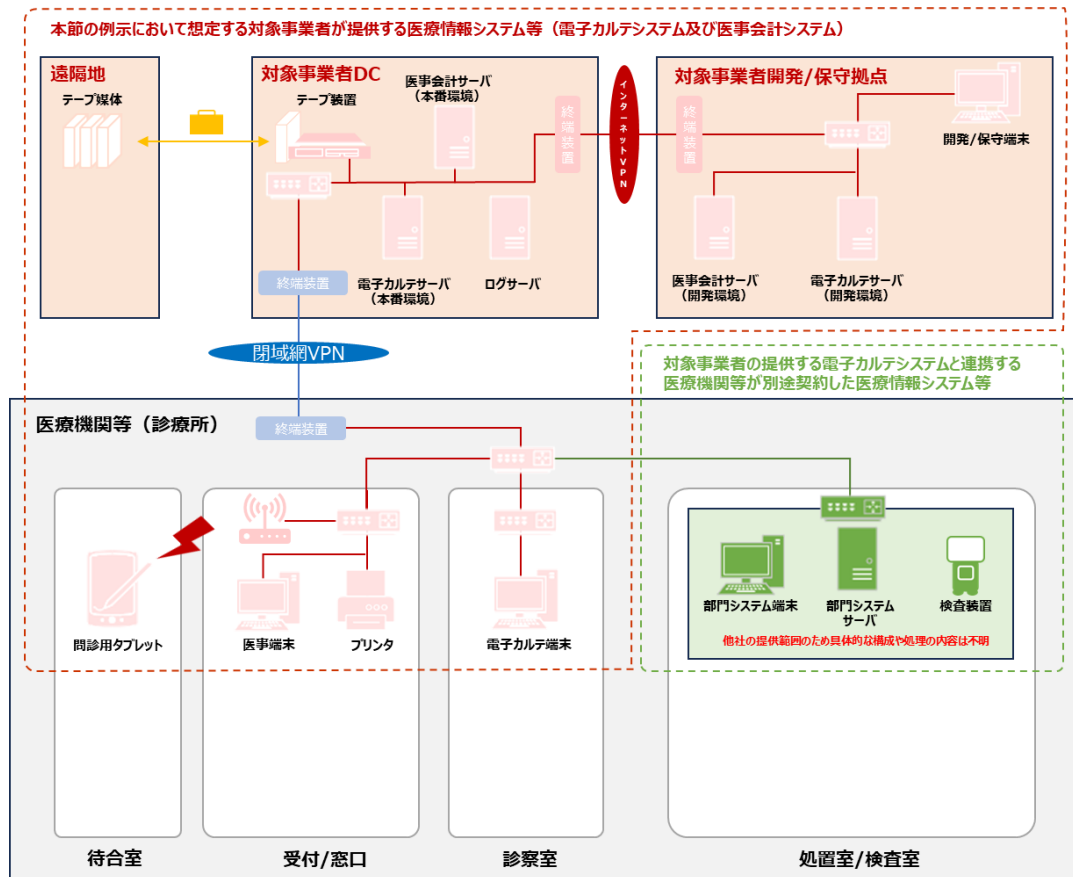 本節の例示において想定する対象事業者が提供する医療情報システム等（電子カルテシステム及び医事会計システム）
遠隔地
テープ媒体
対象事業者DC
テープ装置
医事会計サーバ
（本番環境）
終端装置
インターネットVPN
対象事業者開発/保守拠点
終端装置
開発/保守端末
終端装置
電子カルテサーバ
（本番環境）
ログサーバ
医事会計サーバ
（開発環境）
電子カルテサーバ
（開発環境）
閉域網VPN
対象事業者の提供する電子カルテシステムと連携する
医療機関等が別途契約した医療情報システム等
医療機関等（診療所）
終端装置
問診用タブレット
医事端末
プリンタ
電子カルテ端末
部門システム端末
部門システム
サーバ
検査装置
他社の提供範囲のため具体的な構成や処理の内容は不明
待合室
受付/窓口
診察室
処置室/検査室